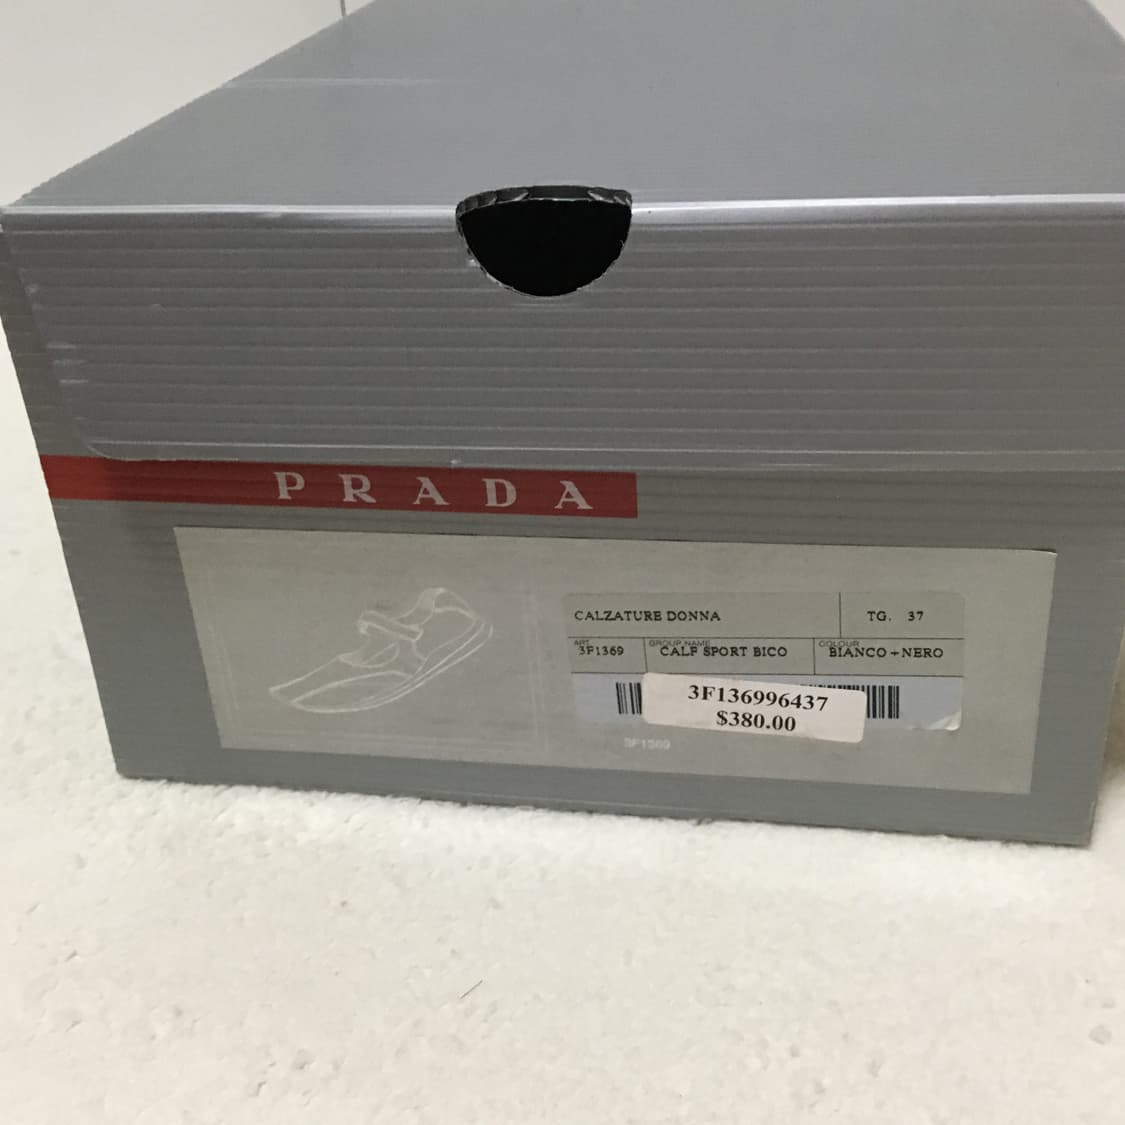 PRADA
CALZATURE DONNA TG. 37
ART. GROUP NAME COLOUR
3F1369 CALF SPORT BICO BIANCO+NERO
3F136996437
$380.00
3F1369